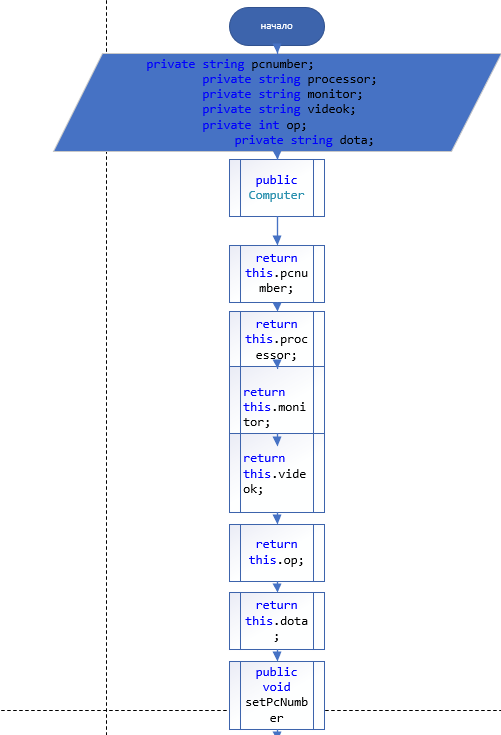 начало
private string pcnumber;
private string processor;
private string monitor;
private string videok;
private int op;
private string dota;
public
Computer
return
this.pcnu
mber;
return
this.proc
essor;
return
this.moni
tor;
return
this.vide
ok;
return
this.op;
return
this.dota
;
public
void
setPcNumb
er